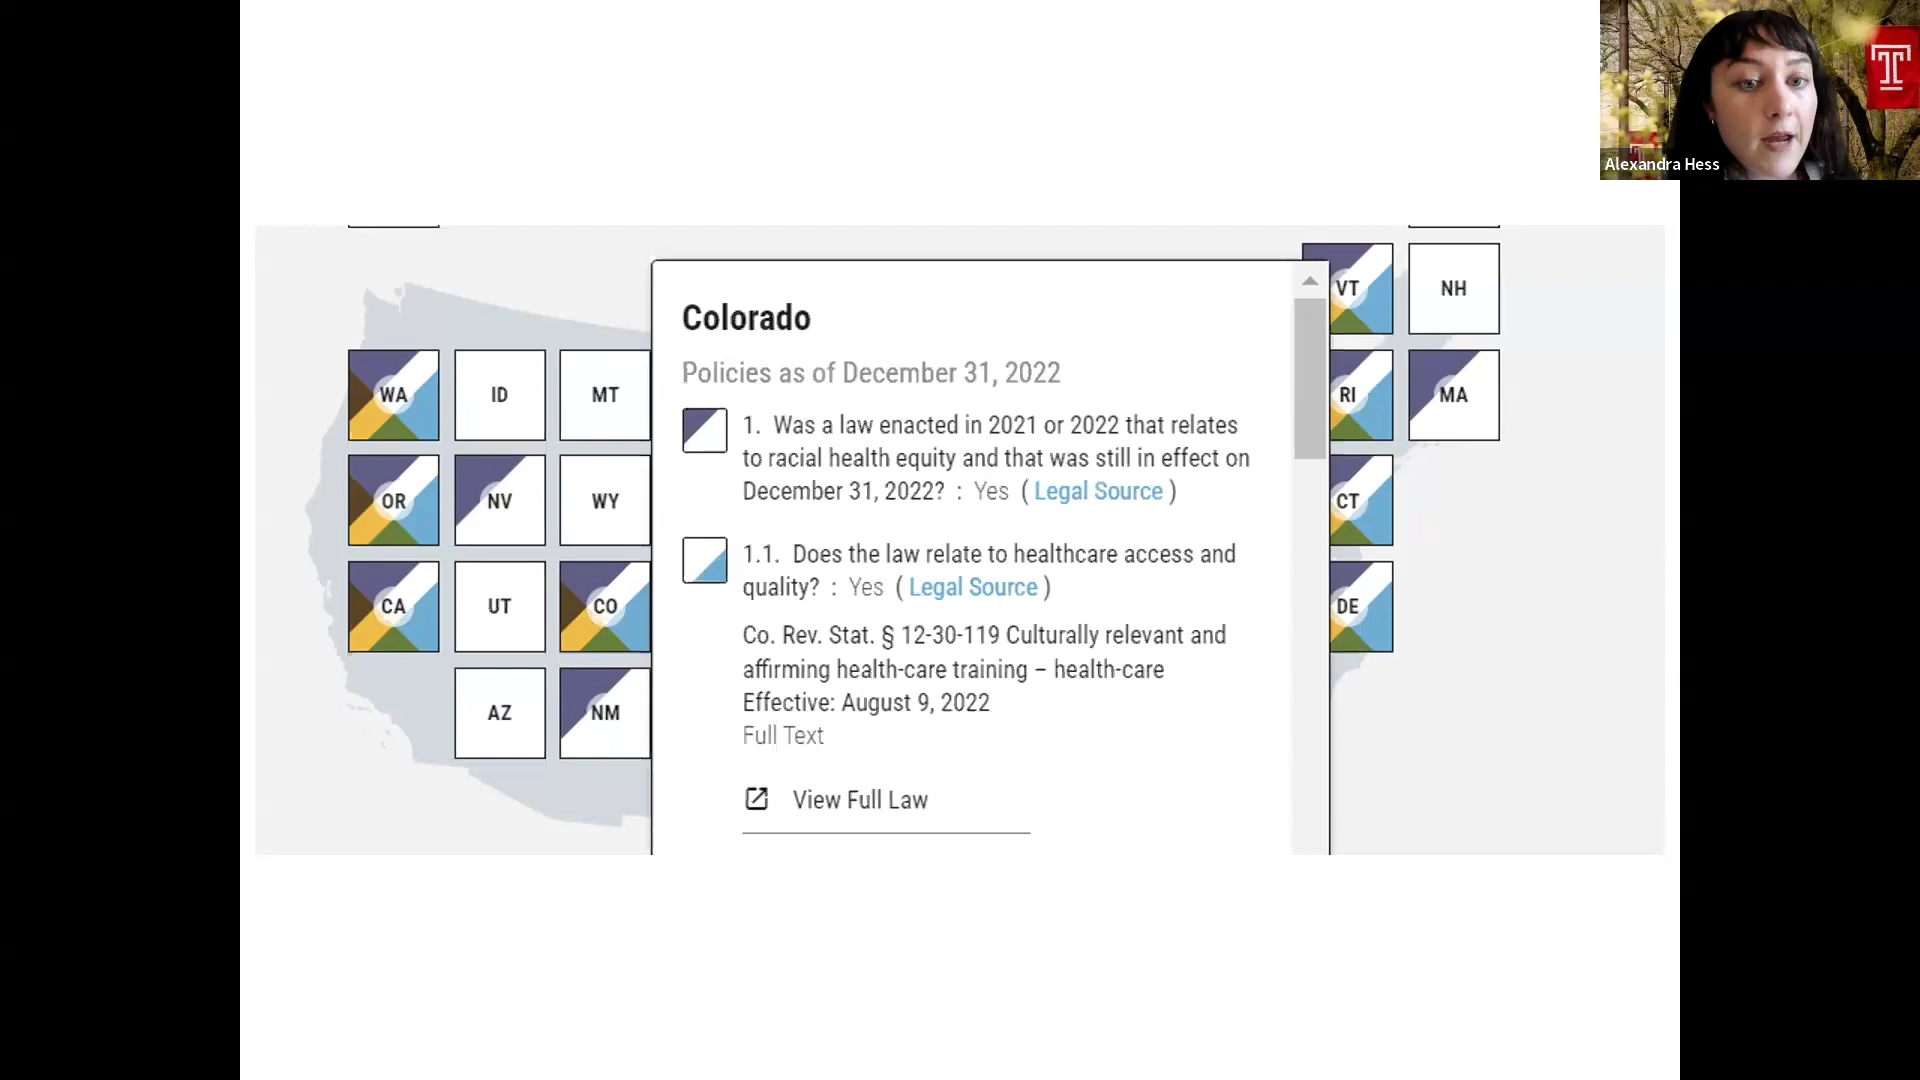 T
Alexandra Hess
VT
NH
Colorado
Policies as of December 31, 2022
WA
ID
MT
RI
MA
1. Was a law enacted in 2021 or 2022 that relates
to racial health equity and that was still in effect on
December 31, 2022? : Yes ( Legal Source )
OR
NV
WY
CT
1.1. Does the law relate to healthcare access and
quality? : Yes ( Legal Source )
CA
UT
CO
DE
Co. Rev. Stat. § 12-30-119 Culturally relevant and
affirming health-care training – health-care
Effective: August 9, 2022
Full Text
AZ
NM
View Full Law